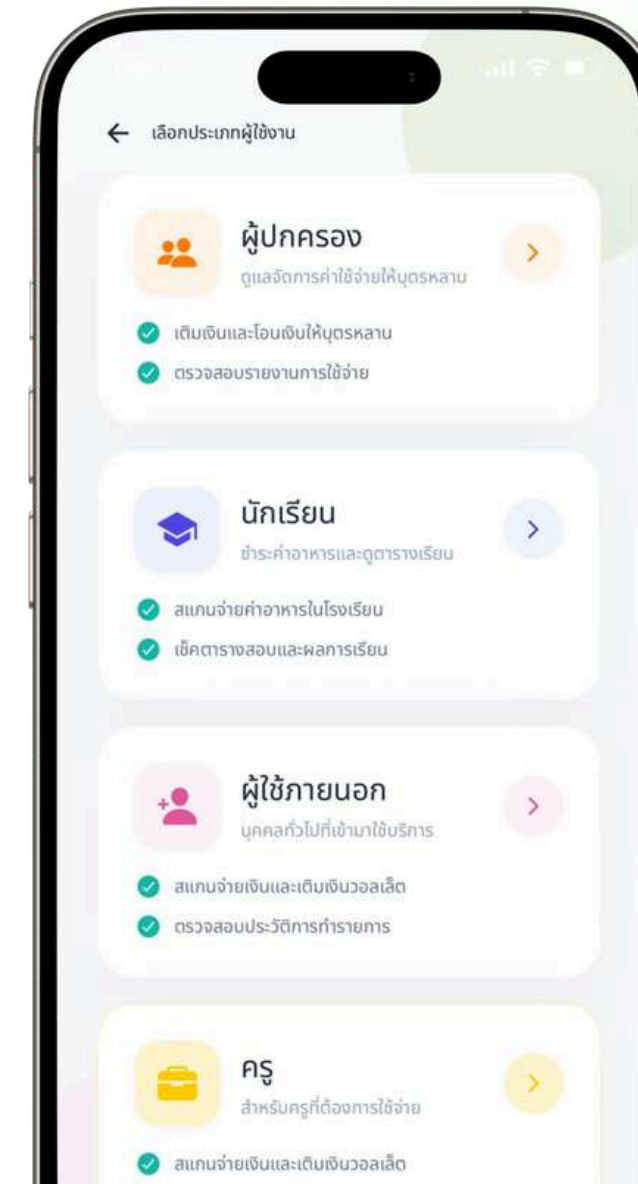 เลือกประเภทผู้ใช้งาน
ผู้ปกครอง
ดูแลจัดการค่าใช้จ่ายให้บุตรหลาน
เติมเงินและโอนเงินให้บุตรหลาน
ตรวจสอบรายงานการใช้จ่าย
นักเรียน
ชำระค่าอาหารและดูตารางเรียน
สแกนจ่ายค่าอาหารในโรงเรียน
เช็คตารางสอบและผลการเรียน
ผู้ใช้ภายนอก
บุคคลทั่วไปที่เข้ามาใช้บริการ
สแกนจ่ายเงินและเติมเงินวอลเล็ต
ตรวจสอบประวัติการทำรายการ
ครู
สำหรับครูที่ต้องการใช้จ่าย
สแกนจ่ายเงินและเติมเงินวอลเล็ต